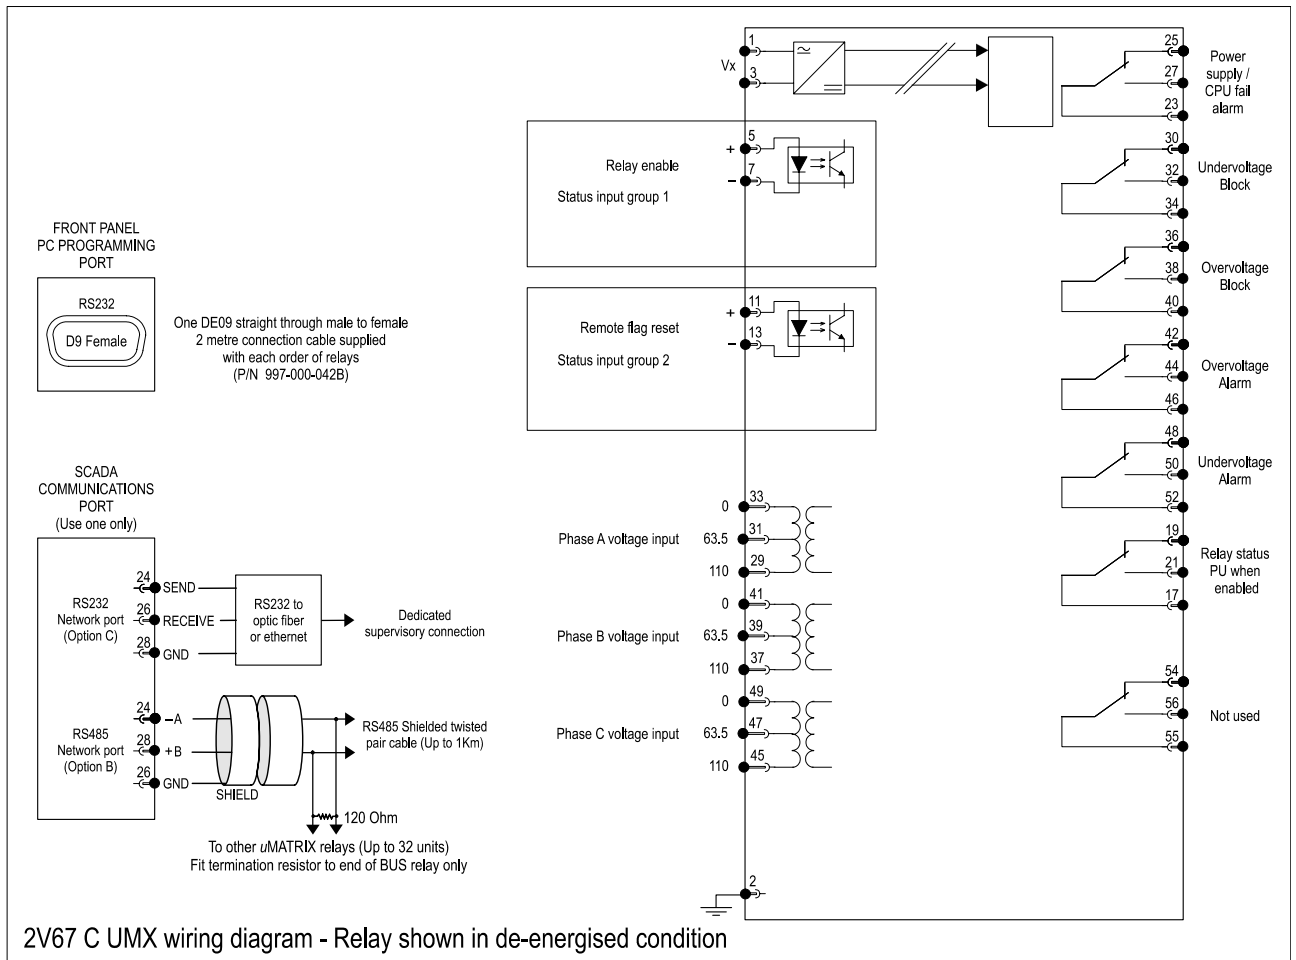 FRONT PANEL
PC PROGRAMMING
PORT
RS232
D9 Female
One DE09 straight through male to female
2 metre connection cable supplied
with each order of relays
(P/N 997-000-042B)
SCADA
COMMUNICATIONS
PORT
(Use one only)
RS232
Network port
(Option C)
24
SEND
26
RECEIVE
28
GND
RS232 to
optic fiber
or ethernet
Dedicated
supervisory connection
RS485
Network port
(Option B)
24
–A
28
+B
26
GND
SHIELD
RS485 Shielded twisted
pair cable (Up to 1Km)
120 Ohm
To other uMATRIX relays (Up to 32 units)
Fit termination resistor to end of BUS relay only
Vx
1
3
Relay enable
Status input group 1
+ 5
– 7
Remote flag reset
Status input group 2
+ 11
– 13
Phase A voltage input
0 33
63.5 31
110 29
Phase B voltage input
0 41
63.5 39
110 37
Phase C voltage input
0 49
63.5 47
110 45
2
25
27
23
Power
supply /
CPU fail
alarm
30
32
34
Undervoltage
Block
36
38
40
Overvoltage
Block
42
44
46
Overvoltage
Alarm
48
50
52
Undervoltage
Alarm
19
21
17
Relay status
PU when
enabled
54
56
55
Not used
2V67 C UMX wiring diagram - Relay shown in de-energised condition